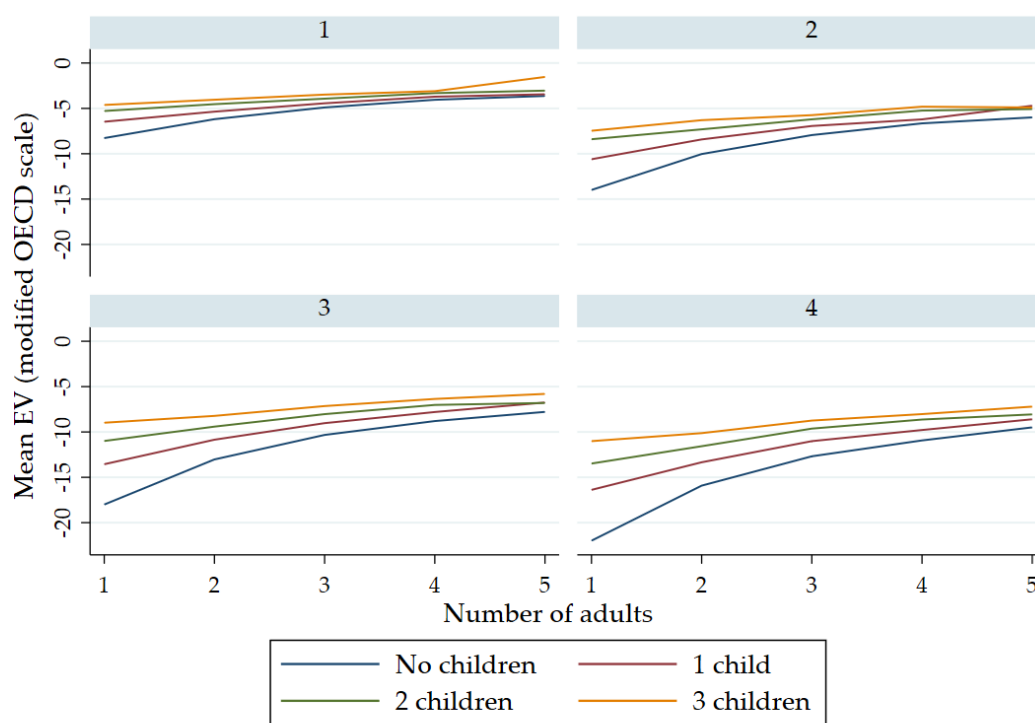 1
2
0
-5
-10
-15
-20
3
4
0
-5
-10
-15
-20
Mean EV (modified OECD scale)
1 2 3 4 5
1 2 3 4 5
Number of adults
No children
1 child
2 children
3 children